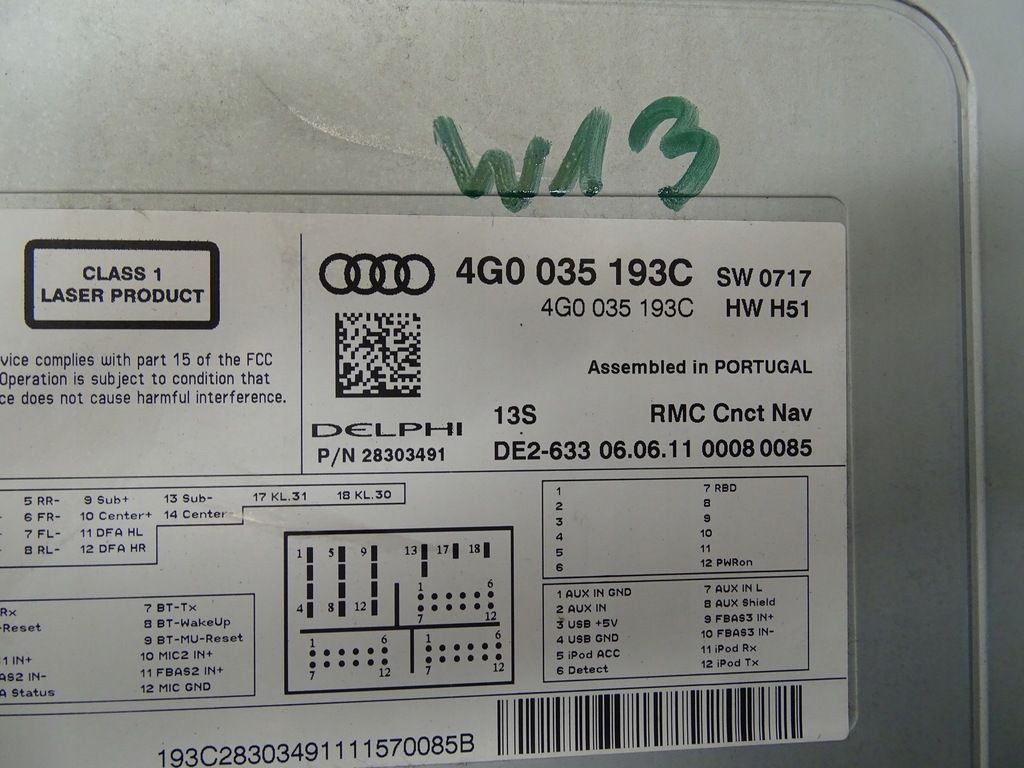 W13
CLASS 1
LASER PRODUCT
4G0 035 193C SW 0717
4G0 035 193C HW H51
vice complies with part 15 of the FCC
Operation is subject to condition that
ce does not cause harmful interference.
Assembled in PORTUGAL
DELPHI 13S RMC Cnct Nav
P/N 28303491 DE2-633 06.06.11 0008 0085
5 RR- 9 Sub+ 13 Sub- 17 KL.31 18 KL.30
6 FR- 10 Center+ 14 Center-
7 FL- 11 DFA HL
8 RL- 12 DFA HR
1 5 9 13 17 18
4 8 12
1 6
7 12
1 6
7 12
1 6
7 12
1 7 RBD
2 8
3 9
4 10
5 11
6 12 PWRon
1 AUX IN GND 7 AUX IN L
2 AUX IN 8 AUX Shield
3 USB +5V 9 FBAS3 IN+
4 USB GND 10 FBAS3 IN-
5 iPod ACC 11 iPod Rx
6 Detect 12 iPod Tx
Rx 7 BT-Tx
-Reset 8 BT-WakeUp
9 BT-MU-Reset
1 IN+ 10 MIC2 IN+
AS2 IN- 11 FBAS2 IN+
A Status 12 MIC GND
193C28303491111570085B